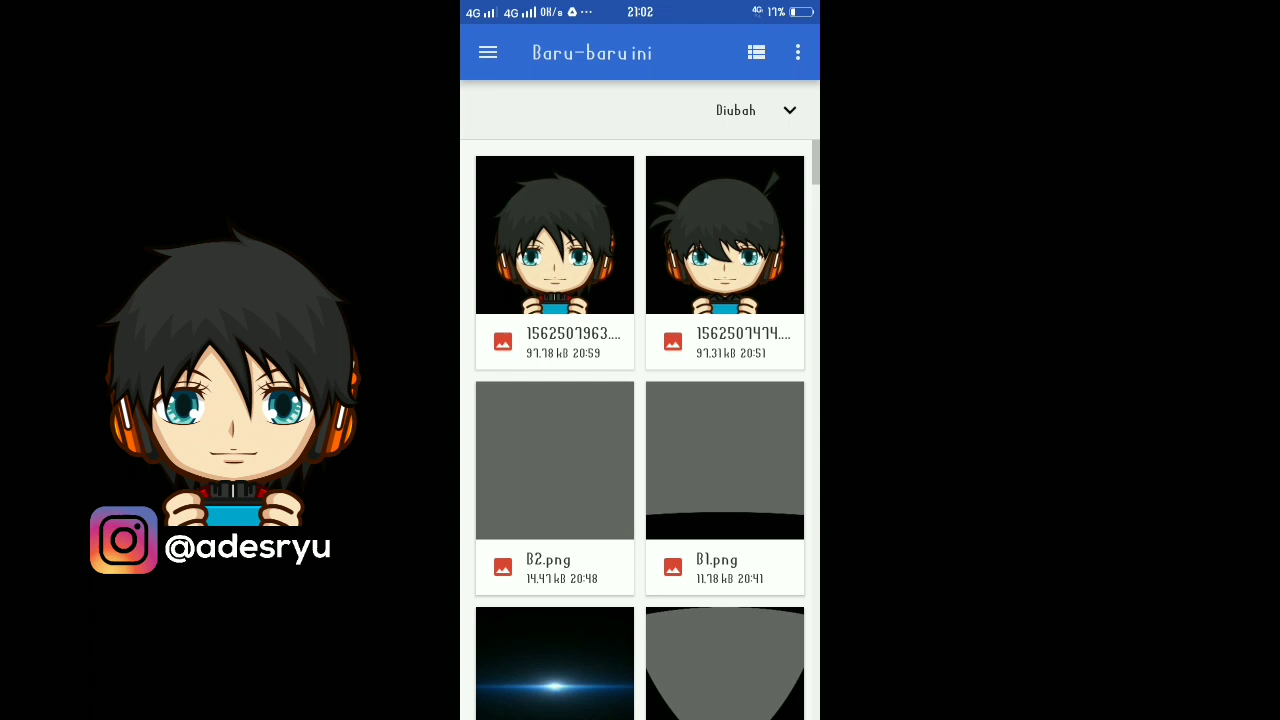 4G 4G 0K/s ... 21:02 4G 17%
Baru-baru ini
Diubah
1562507963....
97.78 kB 20:59
1562507474....
97.31 kB 20:51
@adesryu
B2.png
14.47 kB 20:48
B1.png
11.78 kB 20:41